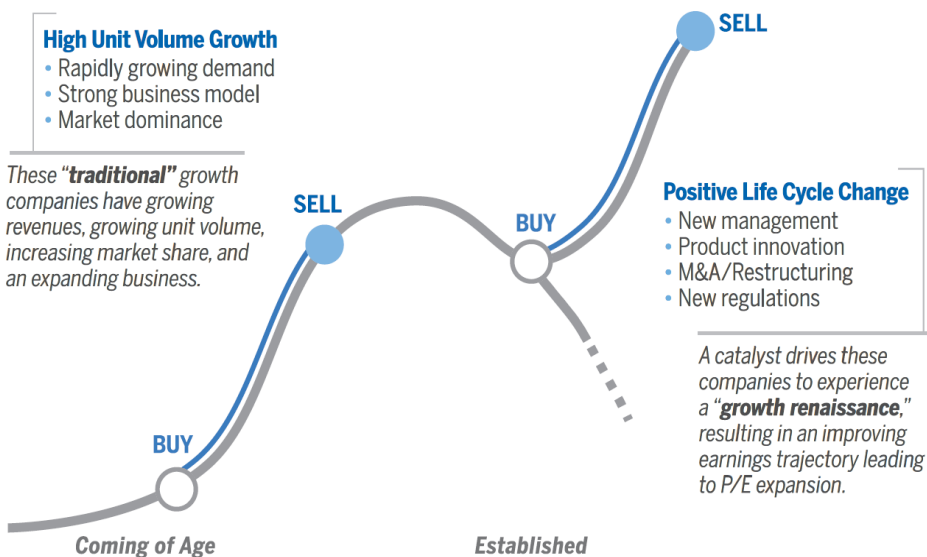 High Unit Volume Growth
• Rapidly growing demand
• Strong business model
• Market dominance
These “traditional” growth
companies have growing
revenues, growing unit volume,
increasing market share, and
an expanding business.
SELL
BUY
Coming of Age
SELL
BUY
Established
Positive Life Cycle Change
• New management
• Product innovation
• M&A/Restructuring
• New regulations
A catalyst drives these
companies to experience
a “growth renaissance,”
resulting in an improving
earnings trajectory leading
to P/E expansion.